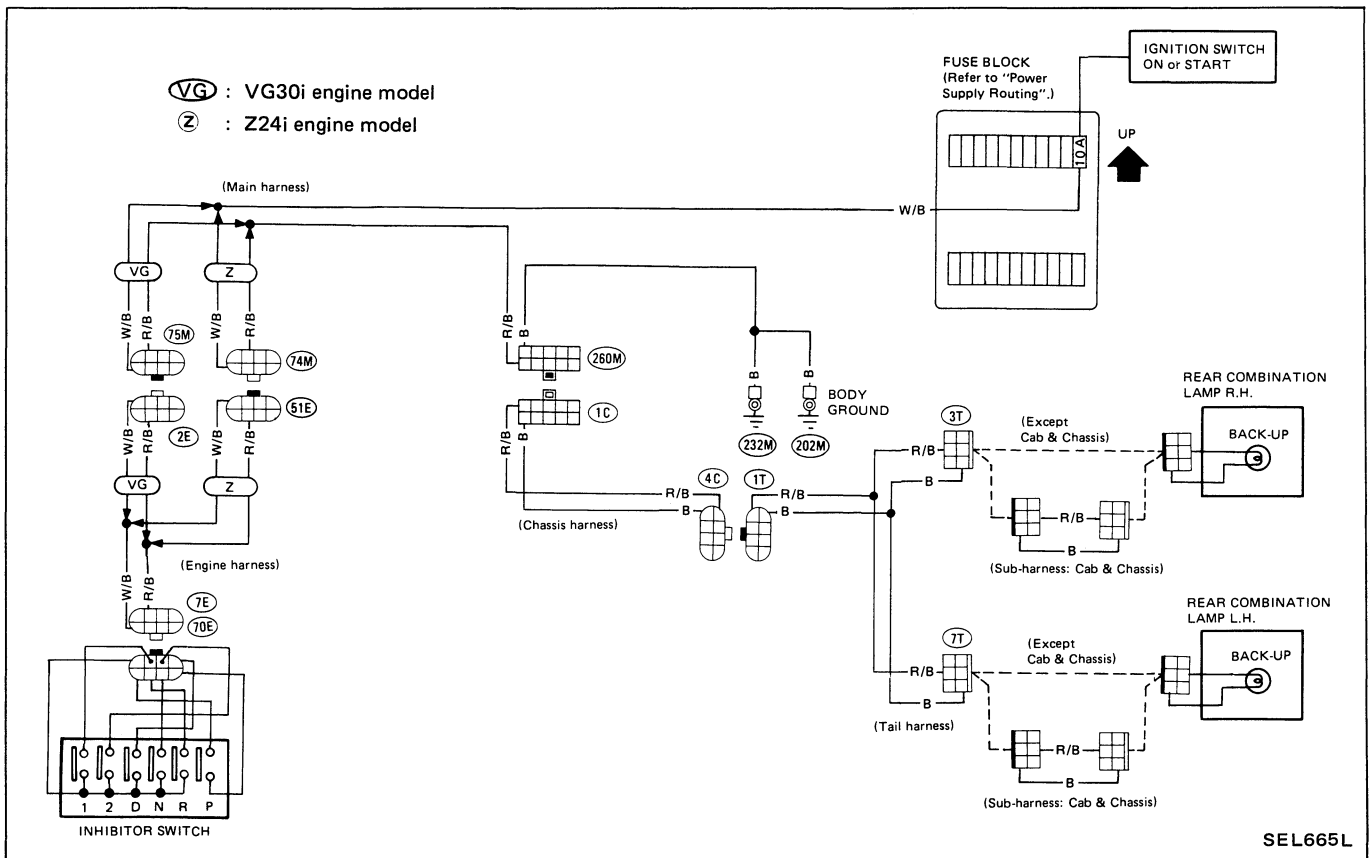 IGNITION SWITCH
ON or START
FUSE BLOCK
(Refer to "Power
Supply Routing".)
VG : VG30i engine model
Z : Z24i engine model
UP
10A
(Main harness)
W/B
VG
Z
W/B
R/B
W/B
R/B
R/B
B
75M
74M
260M
B
B
BODY
GROUND
51E
2E
1C
232M
202M
W/B
R/B
W/B
R/B
R/B
B
VG
Z
4C
1T
R/B
B
R/B
B
(Chassis harness)
(Engine harness)
W/B
R/B
7E
70E
3T
R/B
B
(Except
Cab & Chassis)
REAR COMBINATION
LAMP R.H.
BACK-UP
R/B
B
(Sub-harness: Cab & Chassis)
7T
R/B
B
(Tail harness)
(Except
Cab & Chassis)
REAR COMBINATION
LAMP L.H.
BACK-UP
R/B
B
(Sub-harness: Cab & Chassis)
1 2 D N R P
INHIBITOR SWITCH
SEL665L